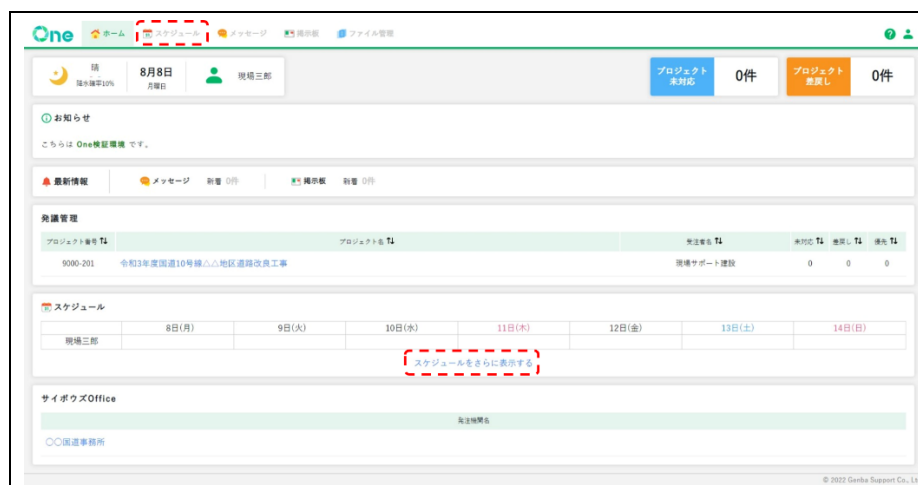 One ホーム スケジュール メッセージ 掲示板 ファイル管理
晴
降水確率10%
8月8日
月曜日
現場三郎
プロジェクト
未対応
0件
プロジェクト
差戻し
0件
お知らせ
こちらは One検証環境 です。
最新情報 メッセージ 新着 0件 掲示板 新着 0件
発議管理
プロジェクト番号 プロジェクト名 受注者名 未対応 差戻し 優先
9000-201 令和3年度国道10号線△△地区道路改良工事 現場サポート建設 0 0 0
スケジュール
8日(月) 9日(火) 10日(水) 11日(木) 12日(金) 13日(土) 14日(日)
現場三郎
スケジュールをさらに表示する
サイボウズOffice
発注機関名
〇〇国道事務所
© 2022 Genba Support Co., Lt